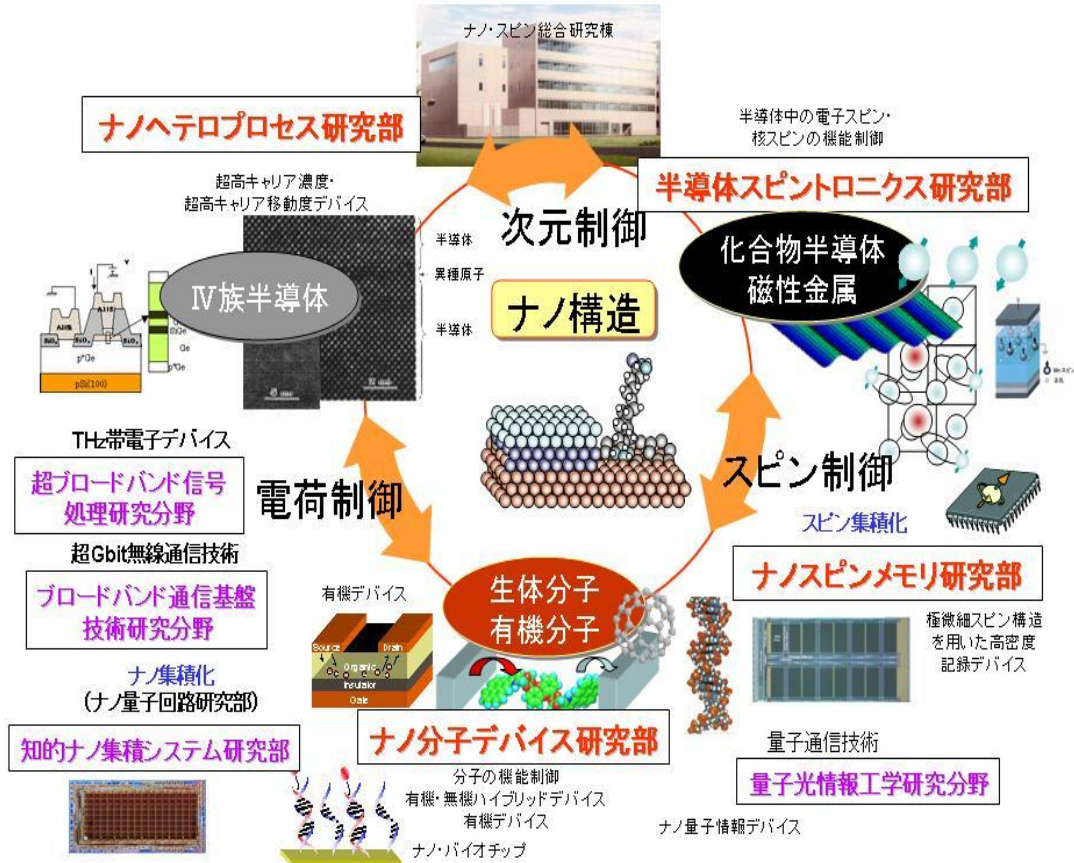 ナノ・スピン総合研究棟
ナノヘテロプロセス研究部
半導体中の電子スピン・
核スピンの機能制御
半導体スピントロニクス研究部
超高キャリア濃度・
超高キャリア移動度デバイス
次元制御
半導体
異種原子
半導体
Ⅳ族半導体
化合物半導体
磁性金属
ナノ構造
SiGe
Ge
p⁺Ge
pSi(100)
THz帯電子デバイス
超ブロードバンド信号
処理研究分野
電荷制御
スピン制御
スピン集積化
超Gbit無線通信技術
ブロードバンド通信基盤
技術研究分野
生体分子
有機分子
ナノスピンメモリ研究部
有機デバイス
Source
Drain
Organic
Insulator
Gate
極微細スピン構造
を用いた高密度
記録デバイス
ナノ集積化
(ナノ量子回路研究部)
知的ナノ集積システム研究部
ナノ分子デバイス研究部
量子通信技術
量子光情報工学研究分野
分子の機能制御
有機・無機ハイブリッドデバイス
有機デバイス
ナノ量子情報デバイス
ナノ・バイオチップ